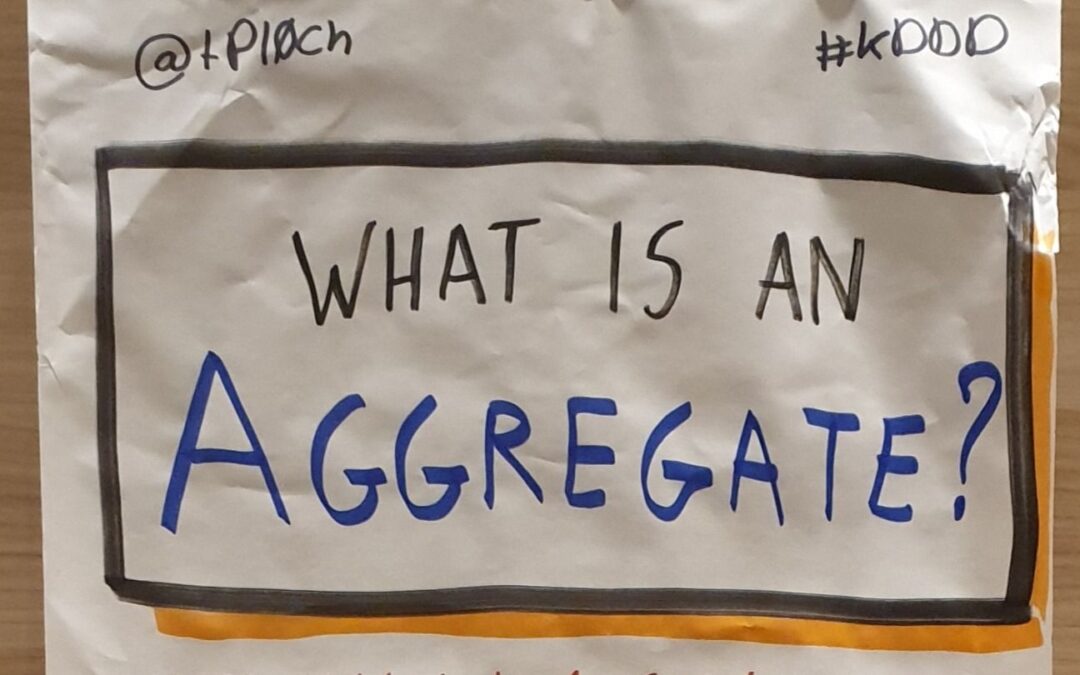 @tPl0ch #kDDD
WHAT IS AN
AGGREGATE?